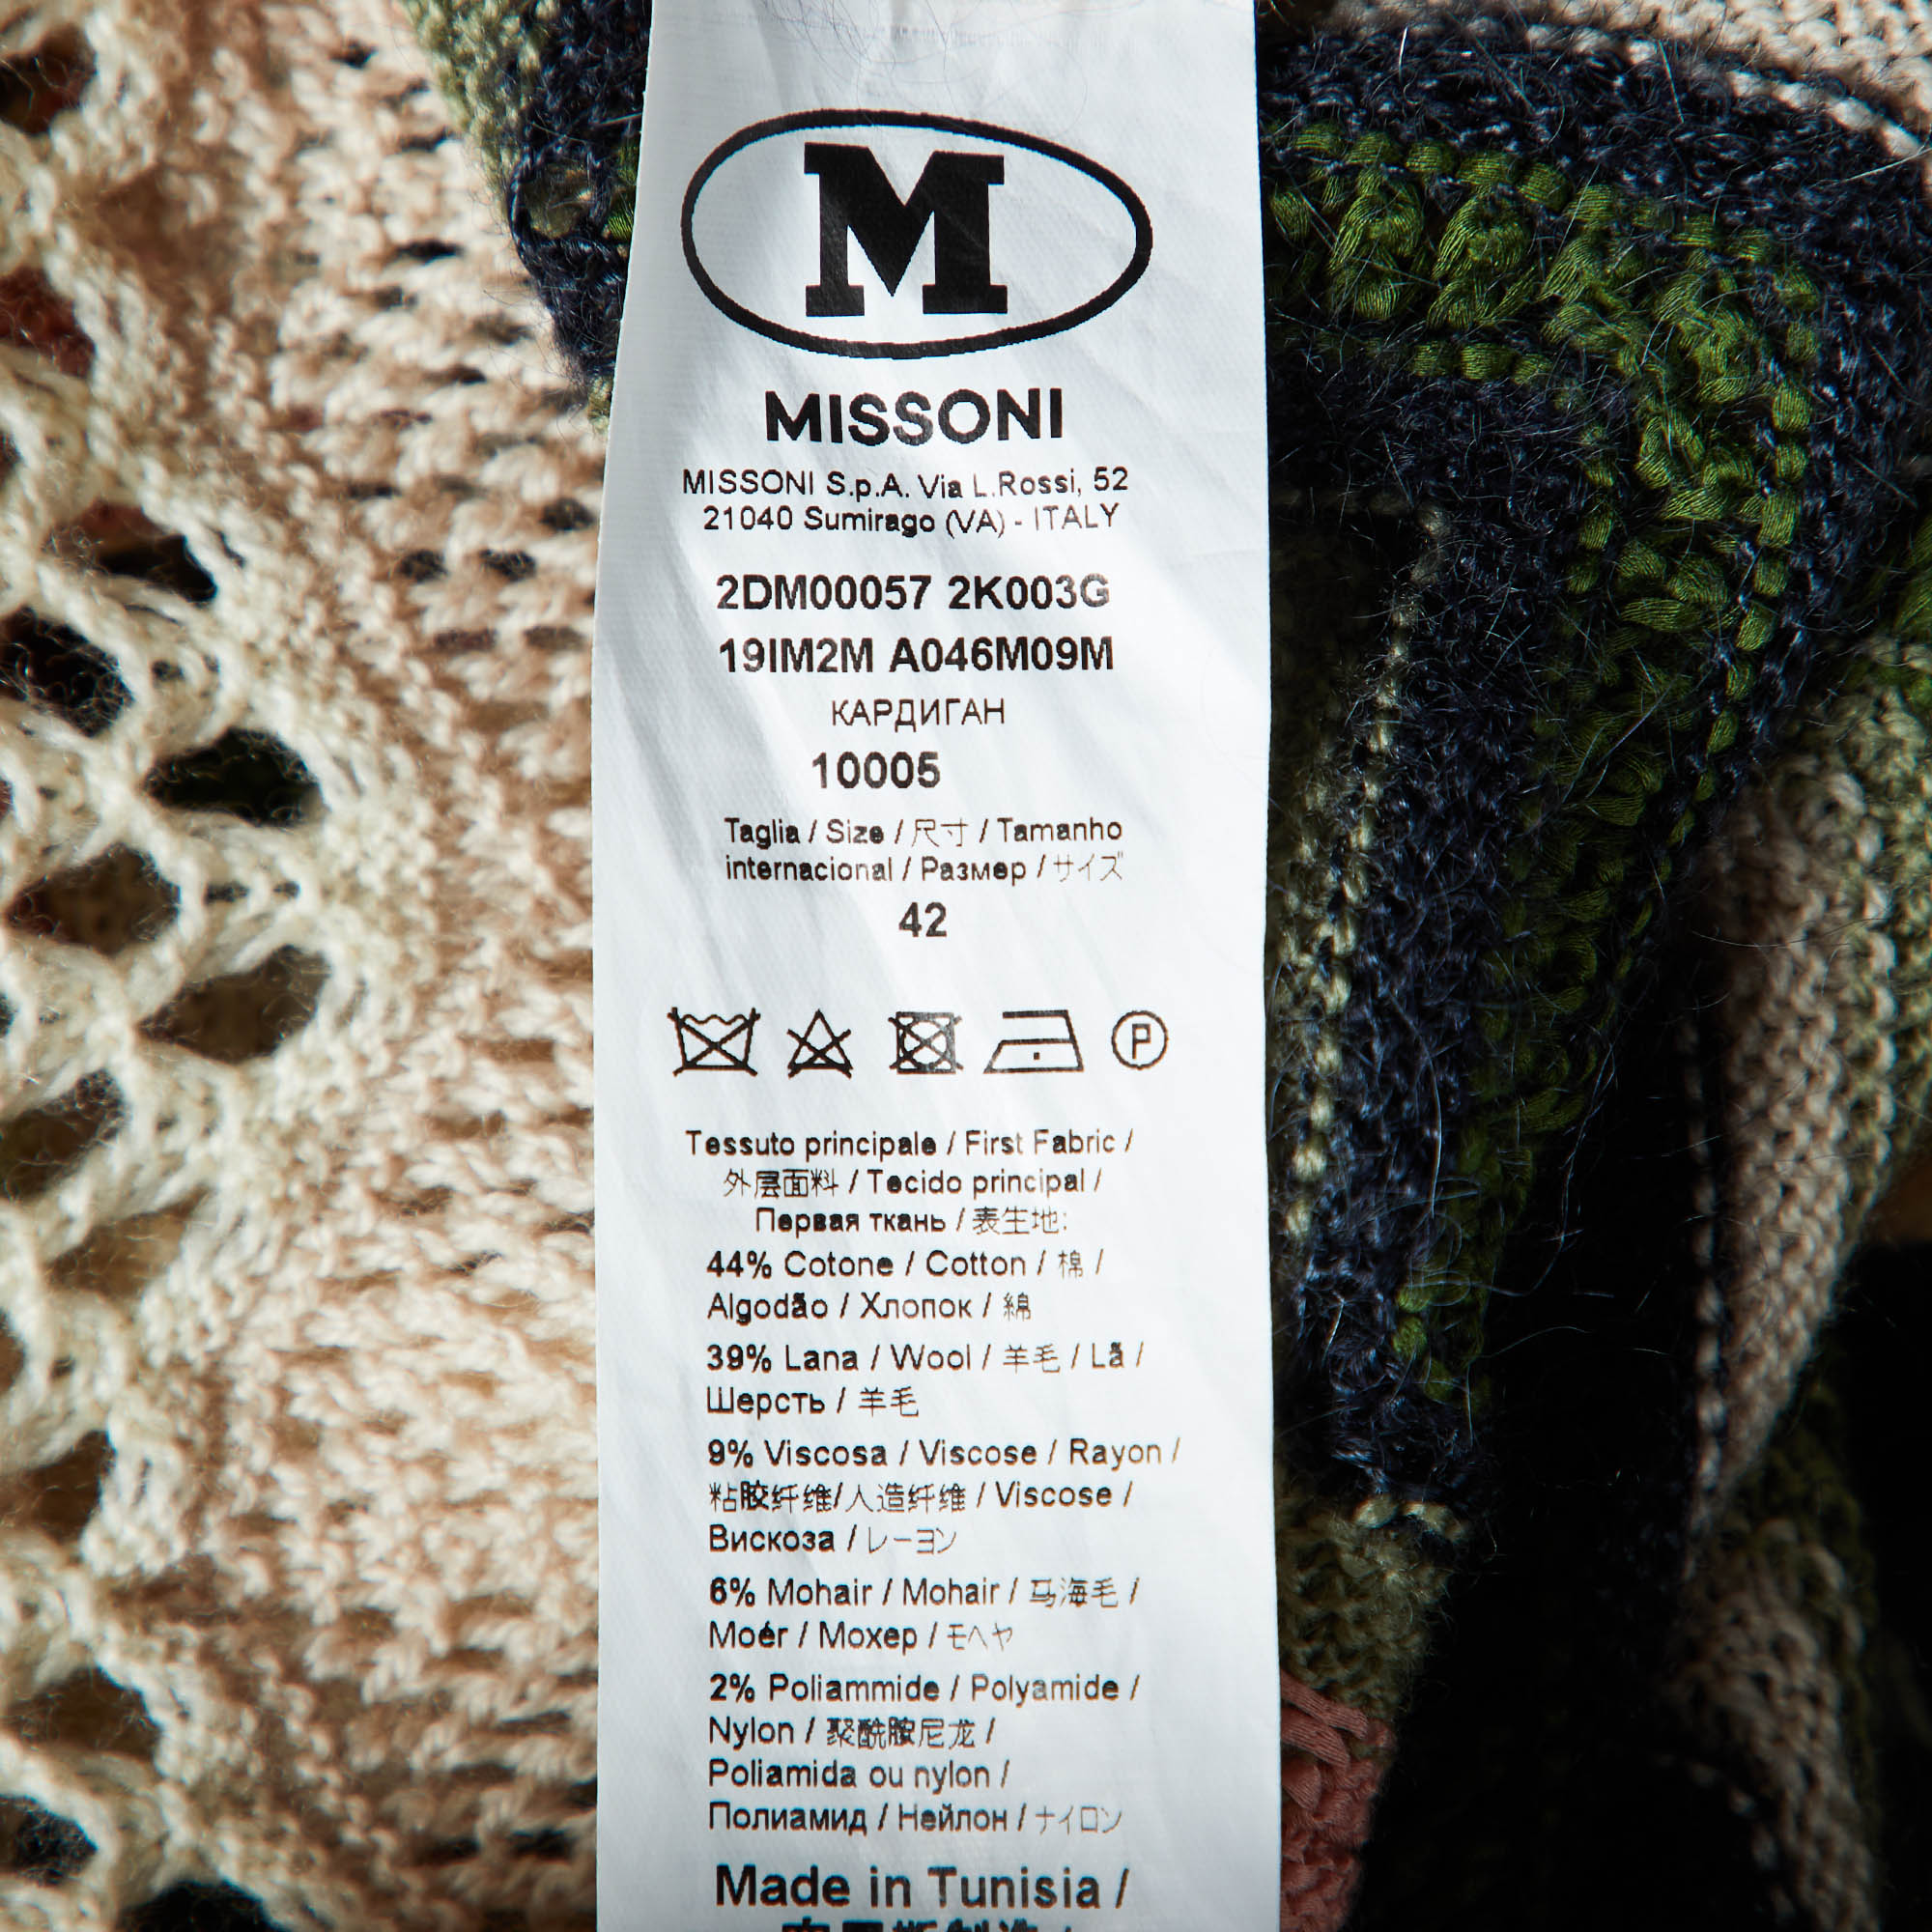 M
MISSONI
MISSONI S.p.A. Via L.Rossi, 52
21040 Sumirago (VA) - ITALY
2DM00057 2K003G
19IM2M A046M09M
КАРДИГАН
10005
Taglia / Size / 尺寸 / Tamanho
internacional / Размер / サイズ
42
P
Tessuto principale / First Fabric /
外层面料 / Tecido principal /
Первая ткань / 表生地:
44% Cotone / Cotton / 棉 /
Algodão / Хлопок / 綿
39% Lana / Wool / 羊毛 / Lã /
Шерсть / 羊毛
9% Viscosa / Viscose / Rayon /
粘胶纤维/人造纤维 / Viscose /
Вискоза / レーヨン
6% Mohair / Mohair / 马海毛 /
Moér / Мохер / モヘヤ
2% Poliammide / Polyamide /
Nylon / 聚酰胺尼龙 /
Poliamida ou nylon /
Полиамид / Нейлон / ナイロン
Made in Tunisia /